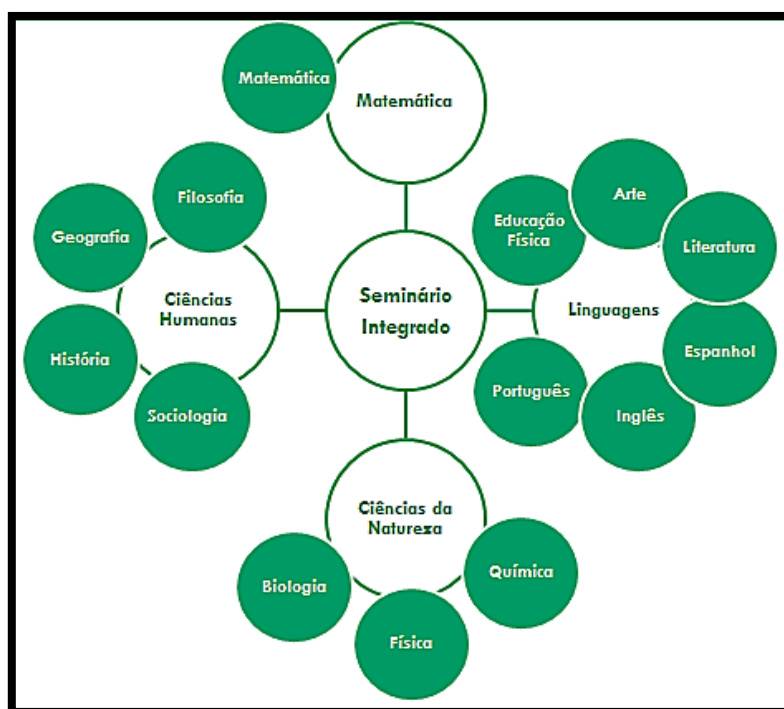 Matemática
Matemática
Filosofia
Geografia
Ciências
Humanas
História
Sociologia
Seminário
Integrado
Educação
Física
Arte
Literatura
Linguagens
Espanhol
Português
Inglês
Ciências da
Natureza
Biologia
Química
Física